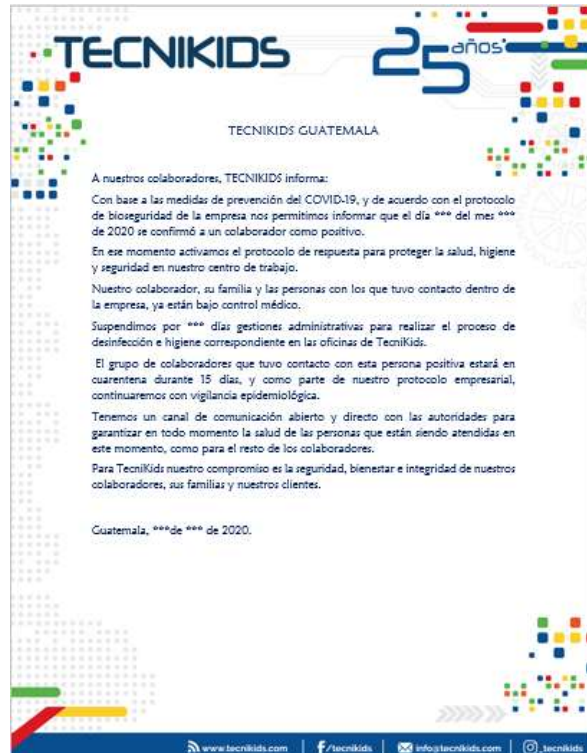 TECNIKIDS
25 años
TECNIKIDS GUATEMALA
A nuestros colaboradores, TECNIKIDS informa:
Con base a las medidas de prevención del COVID-19, y de acuerdo con el protocolo
de bioseguridad de la empresa nos permitimos informar que el día *** del mes ***
de 2020 se confirmó a un colaborador como positivo.
En ese momento activamos el protocolo de respuesta para proteger la salud, higiene
y seguridad en nuestro centro de trabajo.
Nuestro colaborador, su familia y las personas con los que tuvo contacto dentro de
la empresa, ya están bajo control médico.
Suspendimos por *** días gestiones administrativas para realizar el proceso de
desinfección e higiene correspondiente en las oficinas de TecniKids.
El grupo de colaboradores que tuvo contacto con esta persona positiva estará en
cuarentena durante 15 días, y como parte de nuestro protocolo empresarial,
continuaremos con vigilancia epidemiológica.
Tenemos un canal de comunicación abierto y directo con las autoridades para
garantizar en todo momento la salud de las personas que están siendo atendidas en
este momento, como para el resto de los colaboradores.
Para TecniKids nuestro compromiso es la seguridad, bienestar e integridad de nuestros
colaboradores, sus familias y nuestros clientes.
Guatemala, ***de *** de 2020.
www.tecnikids.com | /tecnikids | info@tecnikids.com | _tecnikids